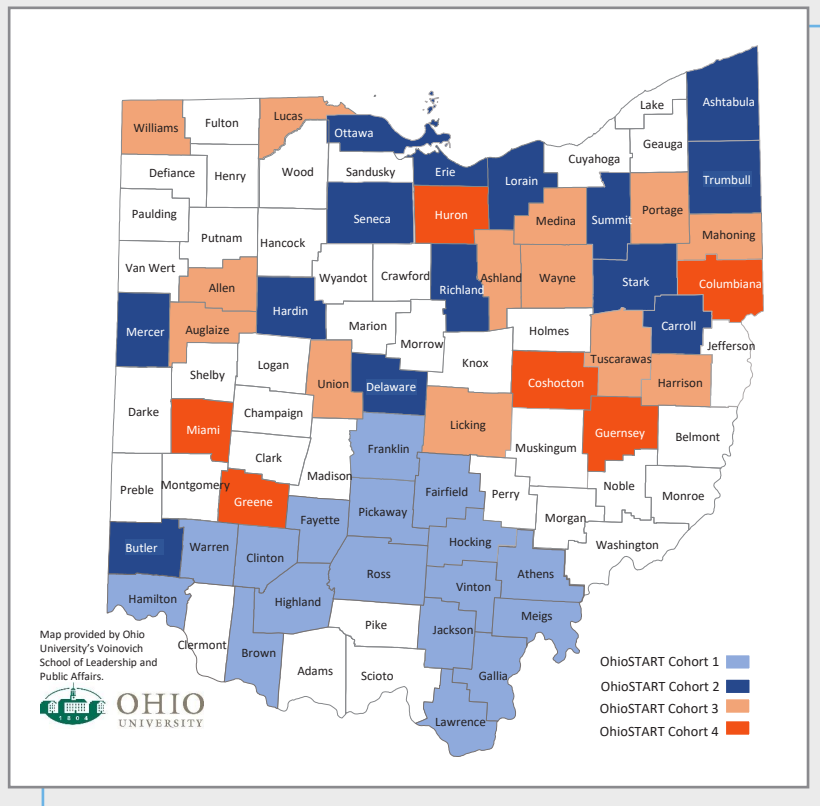 Lake
Ashtabula
Williams
Fulton
Lucas
Ottawa
Geauga
Cuyahoga
Defiance
Henry
Wood
Sandusky
Erie
Lorain
Trumbull
Paulding
Seneca
Huron
Medina
Summit
Portage
Putnam
Hancock
Mahoning
Van Wert
Wyandot
Crawford
Richland
Ashland
Wayne
Stark
Columbiana
Allen
Mercer
Auglaize
Hardin
Marion
Morrow
Holmes
Carroll
Jefferson
Shelby
Logan
Knox
Tuscarawas
Union
Delaware
Coshocton
Harrison
Darke
Champaign
Miami
Licking
Guernsey
Belmont
Clark
Franklin
Muskingum
Madison
Preble
Montgomery
Greene
Fairfield
Perry
Noble
Monroe
Fayette
Pickaway
Morgan
Butler
Warren
Clinton
Hocking
Washington
Ross
Vinton
Athens
Hamilton
Highland
Meigs
Pike
Jackson
Clermont
Brown
Adams
Scioto
Gallia
Lawrence
Map provided by Ohio
University's Voinovich
School of Leadership and
Public Affairs.
1804
OHIO
UNIVERSITY
OhioSTART Cohort 1
OhioSTART Cohort 2
OhioSTART Cohort 3
OhioSTART Cohort 4